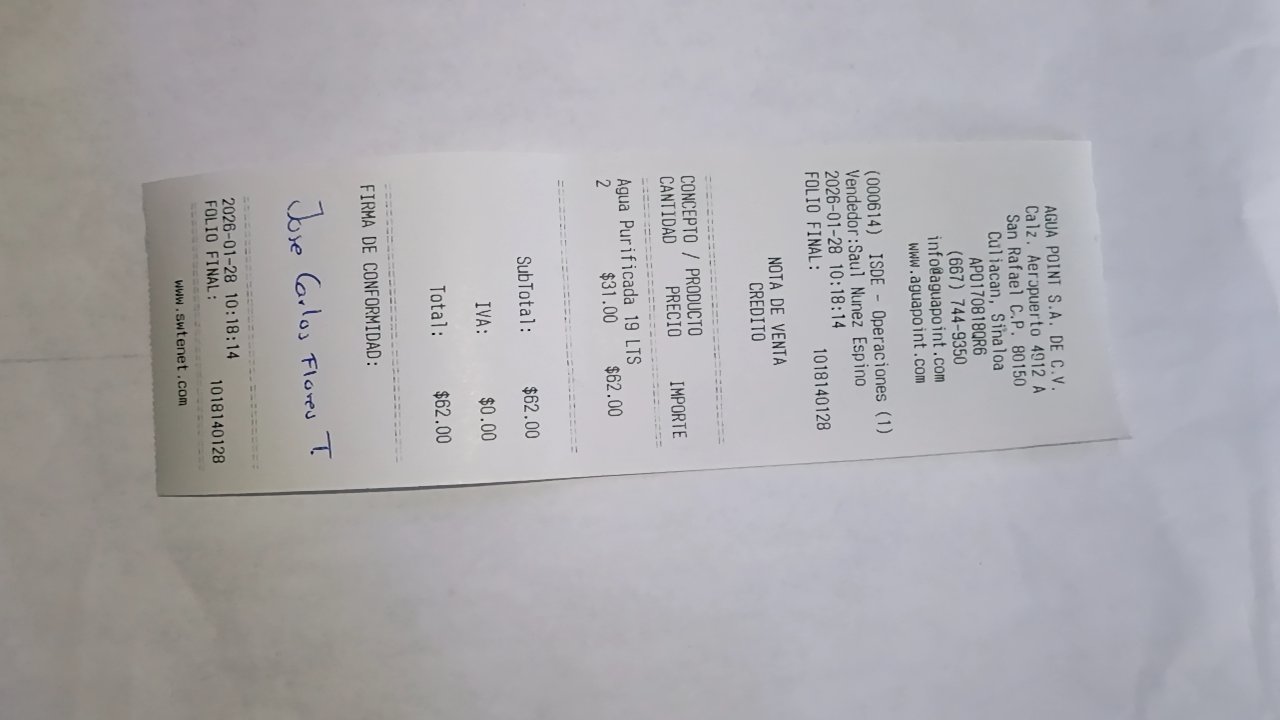 AGUA POINT S.A. DE C.V.
Calz. Aeropuerto 4912 A
San Rafael C.P. 80150
Culiacan, Sinaloa
APO170818QR6
(667) 744-9350
info@aguapoint.com
www.aguapoint.com
(000614) ISDE - Operaciones (1)
Vendedor:Saul Nunez Espino
2026-01-28 10:18:14
FOLIO FINAL: 1018140128
NOTA DE VENTA
CREDITO
CONCEPTO / PRODUCTO
CANTIDAD PRECIO IMPORTE
Agua Purificada 19 LTS
2 $31.00 $62.00
SubTotal: $62.00
IVA: $0.00
Total: $62.00
FIRMA DE CONFORMIDAD:
Jose Carlos Flores T.
2026-01-28 10:18:14
FOLIO FINAL: 1018140128
www.swtenet.com